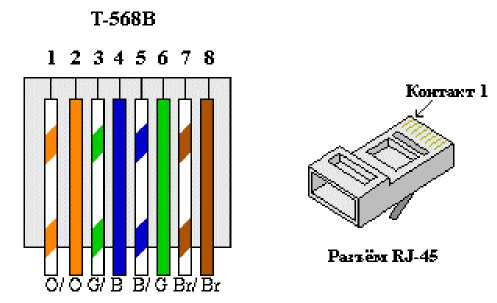 T-568B
1 2 3 4 5 6 7 8
Контакт 1
O/ O G/ B B/ G Br/ Br
Разъём RJ-45